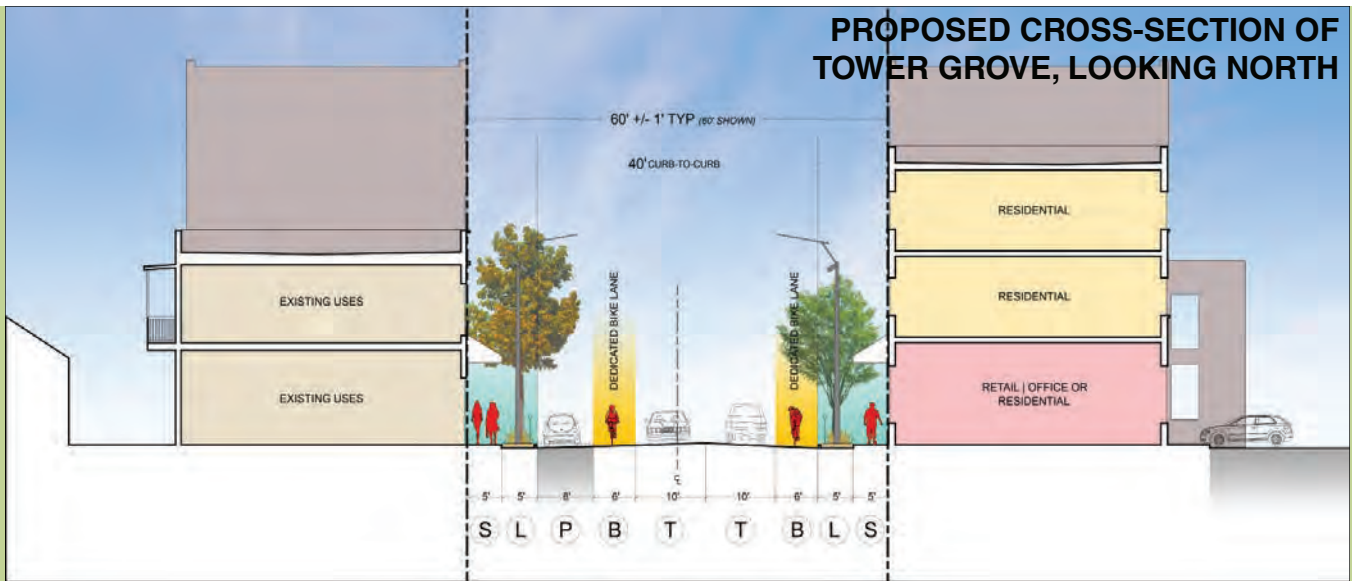 PROPOSED CROSS-SECTION OF
TOWER GROVE, LOOKING NORTH
60' +/- 1' TYP (60' SHOWN)
40' CURB-TO-CURB
RESIDENTIAL
RESIDENTIAL
RETAIL | OFFICE OR
RESIDENTIAL
EXISTING USES
EXISTING USES
DEDICATED BIKE LANE
DEDICATED BIKE LANE
℄
5' 5' 8' 6' 10' 10' 6' 5' 5'
S L P B T T B L S